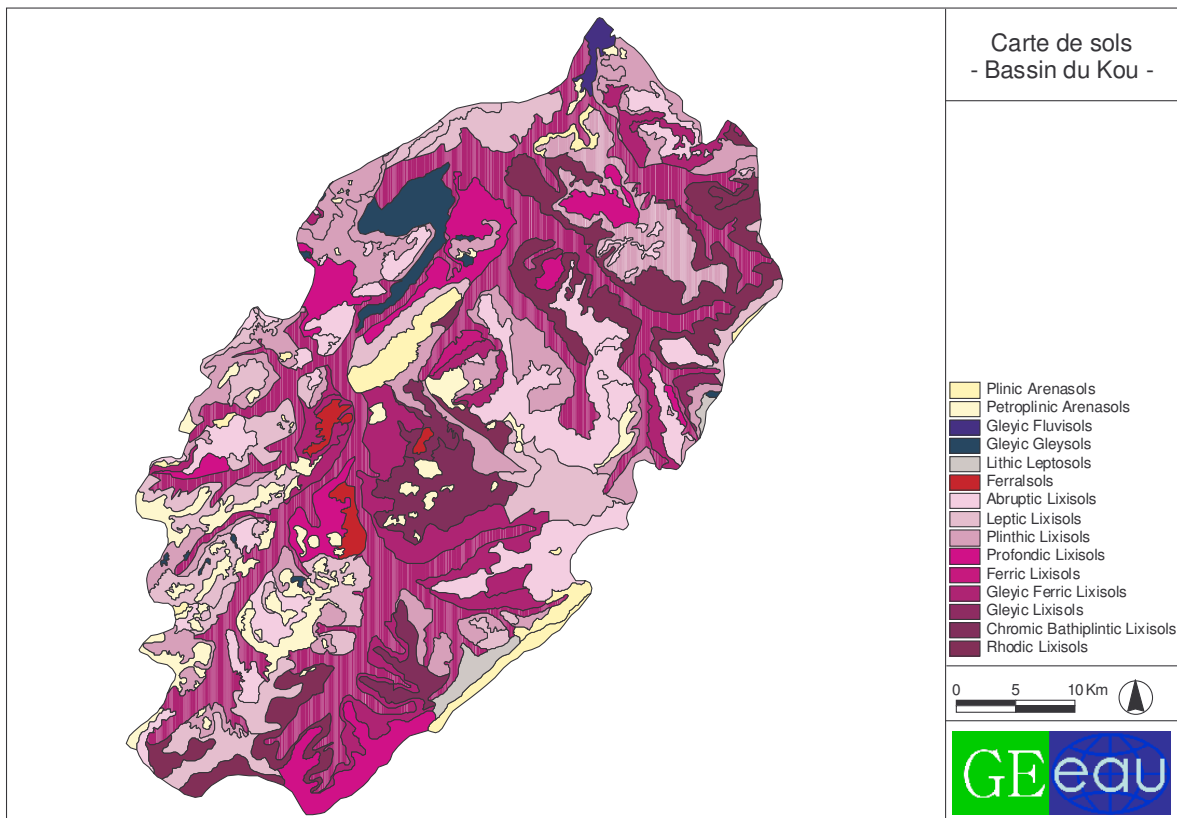 Carte de sols
- Bassin du Kou -
Plinic Arenasols
Petroplinic Arenasols
Gleyic Fluvisols
Gleyic Gleysols
Lithic Leptosols
Ferralsols
Abruptic Lixisols
Leptic Lixisols
Plinthic Lixisols
Profondic Lixisols
Ferric Lixisols
Gleyic Ferric Lixisols
Gleyic Lixisols
Chromic Bathiplintic Lixisols
Rhodic Lixisols
0 5 10 Km
GEeau